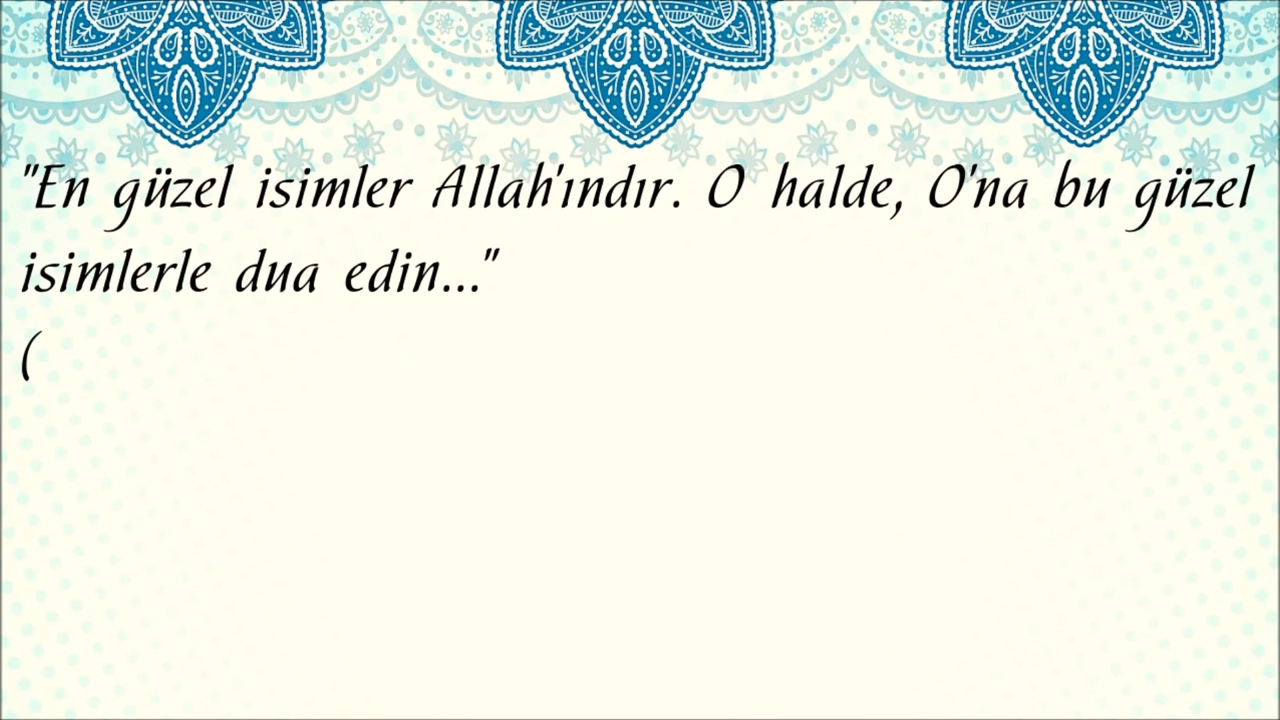 "En güzel isimler Allah'ındır. O halde, O'na bu güzel
isimlerle dua edin..."
(